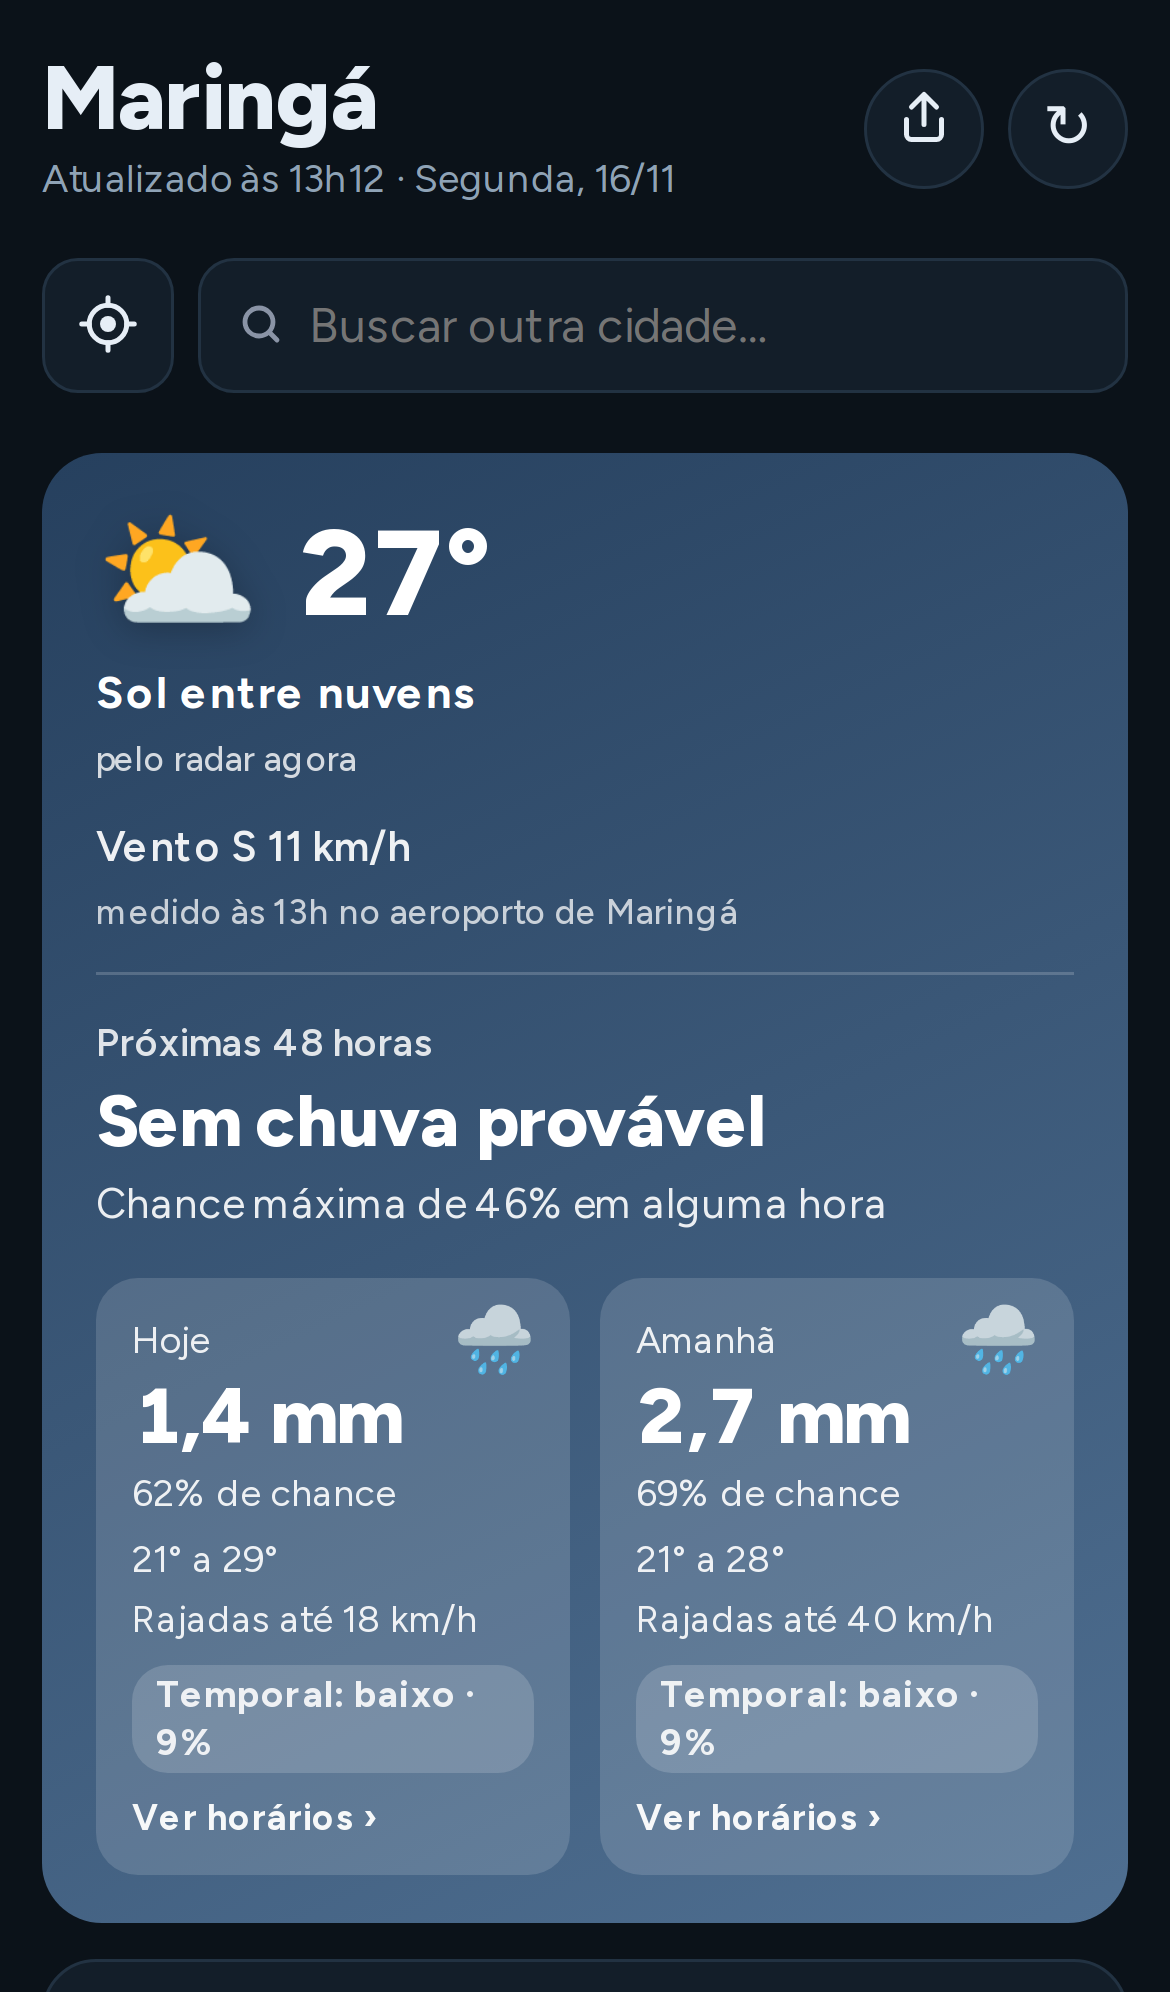 Maringá
Atualizado às 13h12 · Segunda, 16/11
Buscar outra cidade...
27°
Sol entre nuvens
pelo radar agora
Vento S 11 km/h
medido às 13h no aeroporto de Maringá
Próximas 48 horas
Sem chuva provável
Chance máxima de 46% em alguma hora
Hoje
1,4 mm
62% de chance
21° a 29°
Rajadas até 18 km/h
Temporal: baixo ·
9%
Ver horários ›
Amanhã
2,7 mm
69% de chance
21° a 28°
Rajadas até 40 km/h
Temporal: baixo ·
9%
Ver horários ›